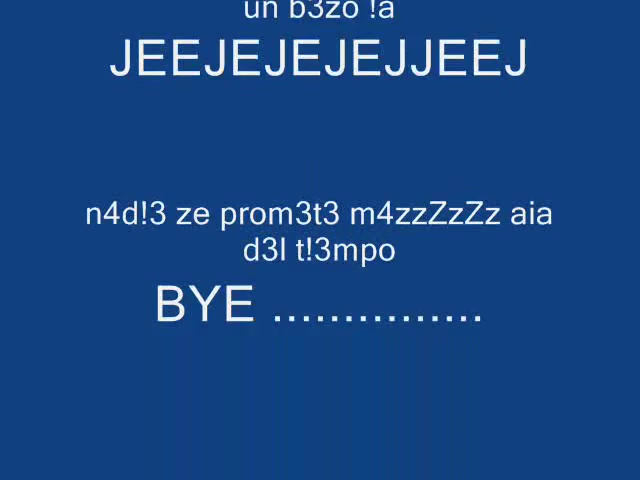 un b3zo !a
JEEJEJEJEJJEEJ
n4d!3 ze prom3t3 m4zzZzZz aia
d3l t!3mpo
BYE ...............